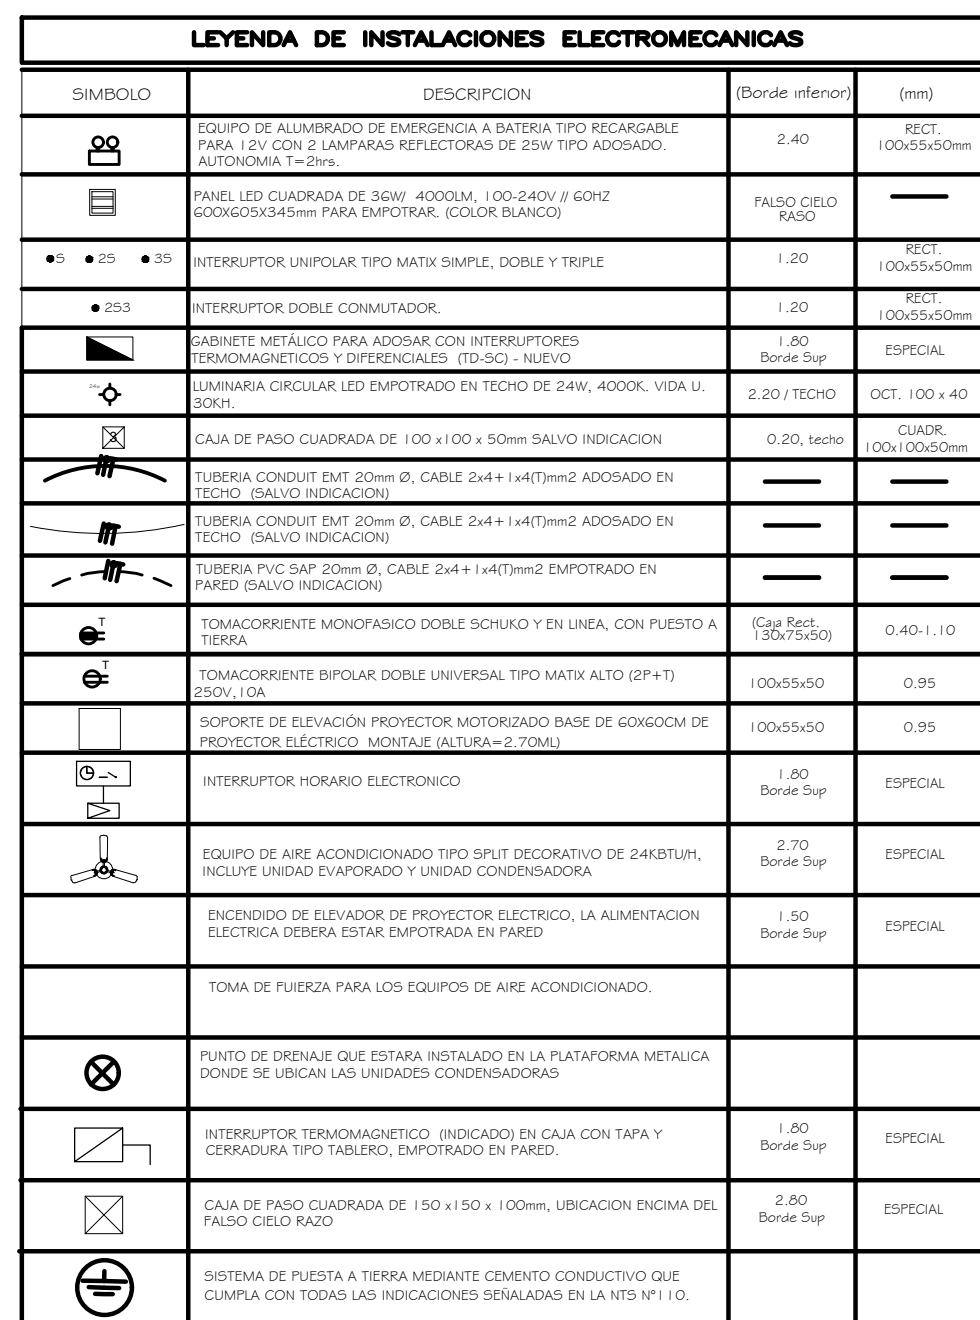 LEYENDA DE INSTALACIONES ELECTROMECANICAS
SIMBOLO
DESCRIPCION
(Borde inferior)
(mm)
EQUIPO DE ALUMBRADO DE EMERGENCIA A BATERIA TIPO RECARGABLE
PARA 12V CON 2 LAMPARAS REFLECTORAS DE 25W TIPO ADOSADO.
AUTONOMIA T=2hrs.
2.40
RECT.
100x55x50mm
PANEL LED CUADRADA DE 36W/ 4000LM, 100-240V // 60HZ
600X605X345mm PARA EMPOTRAR. (COLOR BLANCO)
FALSO CIELO
RASO
S 2S 3S
INTERRUPTOR UNIPOLAR TIPO MATIX SIMPLE, DOBLE Y TRIPLE
1.20
RECT.
100x55x50mm
2S3
INTERRUPTOR DOBLE CONMUTADOR.
1.20
RECT.
100x55x50mm
GABINETE METÁLICO PARA ADOSAR CON INTERRUPTORES
TERMOMAGNETICOS Y DIFERENCIALES (TD-SC) - NUEVO
1.80
Borde Sup
ESPECIAL
24w
LUMINARIA CIRCULAR LED EMPOTRADO EN TECHO DE 24W, 4000K. VIDA U.
30KH.
2.20 / TECHO
OCT. 100 x 40
3
CAJA DE PASO CUADRADA DE 100 x100 x 50mm SALVO INDICACION
0.20, techo
CUADR.
100x100x50mm
TUBERIA CONDUIT EMT 20mm Ø, CABLE 2x4+1x4(T)mm2 ADOSADO EN
TECHO (SALVO INDICACION)
TUBERIA CONDUIT EMT 20mm Ø, CABLE 2x4+1x4(T)mm2 ADOSADO EN
TECHO (SALVO INDICACION)
TUBERIA PVC SAP 20mm Ø, CABLE 2x4+1x4(T)mm2 EMPOTRADO EN
PARED (SALVO INDICACION)
T
TOMACORRIENTE MONOFASICO DOBLE SCHUKO Y EN LINEA, CON PUESTO A
TIERRA
(Caja Rect.
130x75x50)
0.40-1.10
T
TOMACORRIENTE BIPOLAR DOBLE UNIVERSAL TIPO MATIX ALTO (2P+T)
250V,10A
100x55x50
0.95
SOPORTE DE ELEVACIÓN PROYECTOR MOTORIZADO BASE DE 60X60CM DE
PROYECTOR ELÉCTRICO MONTAJE (ALTURA=2.70ML)
100x55x50
0.95
INTERRUPTOR HORARIO ELECTRONICO
1.80
Borde Sup
ESPECIAL
EQUIPO DE AIRE ACONDICIONADO TIPO SPLIT DECORATIVO DE 24KBTU/H,
INCLUYE UNIDAD EVAPORADO Y UNIDAD CONDENSADORA
2.70
Borde Sup
ESPECIAL
ENCENDIDO DE ELEVADOR DE PROYECTOR ELECTRICO, LA ALIMENTACION
ELECTRICA DEBERA ESTAR EMPOTRADA EN PARED
1.50
Borde Sup
ESPECIAL
TOMA DE FUIERZA PARA LOS EQUIPOS DE AIRE ACONDICIONADO.
PUNTO DE DRENAJE QUE ESTARA INSTALADO EN LA PLATAFORMA METALICA
DONDE SE UBICAN LAS UNIDADES CONDENSADORAS
INTERRUPTOR TERMOMAGNETICO (INDICADO) EN CAJA CON TAPA Y
CERRADURA TIPO TABLERO, EMPOTRADO EN PARED.
1.80
Borde Sup
ESPECIAL
CAJA DE PASO CUADRADA DE 150 x150 x 100mm, UBICACION ENCIMA DEL
FALSO CIELO RAZO
2.80
Borde Sup
ESPECIAL
SISTEMA DE PUESTA A TIERRA MEDIANTE CEMENTO CONDUCTIVO QUE
CUMPLA CON TODAS LAS INDICACIONES SEÑALADAS EN LA NTS N°110.